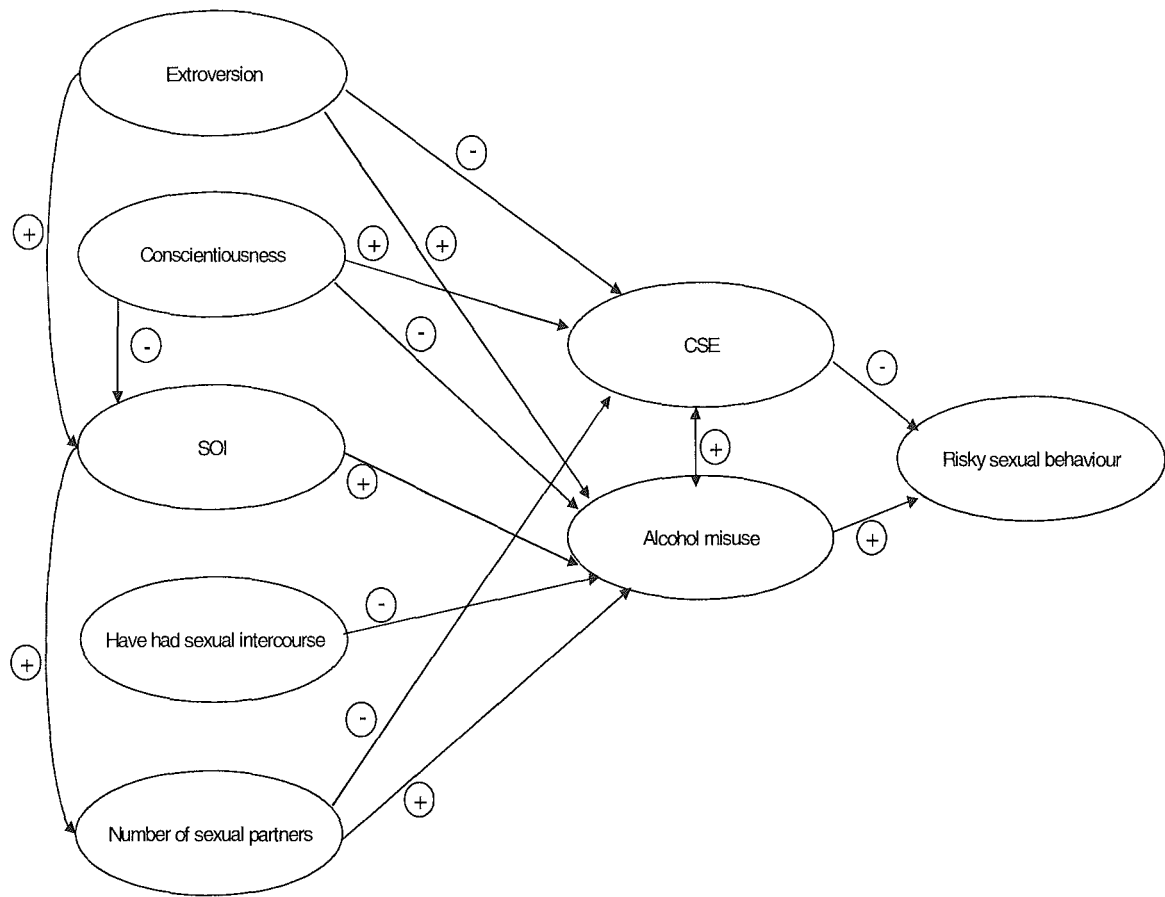 Extroversion
-
+
Conscientiousness
+
+
-
-
CSE
-
SOI
+
+
Risky sexual behaviour
Alcohol misuse
+
-
Have had sexual intercourse
+
-
+
Number of sexual partners